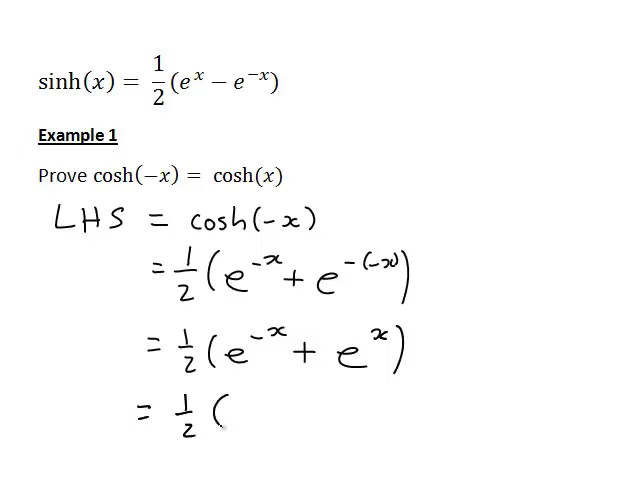 sinh(x) = 1/2 (e^x − e^−x)
Example 1
Prove cosh(−x) = cosh(x)
LHS = cosh(−x)
= 1/2 (e^−x + e^−(−x))
= 1/2 (e^−x + e^x)
= 1/2 (